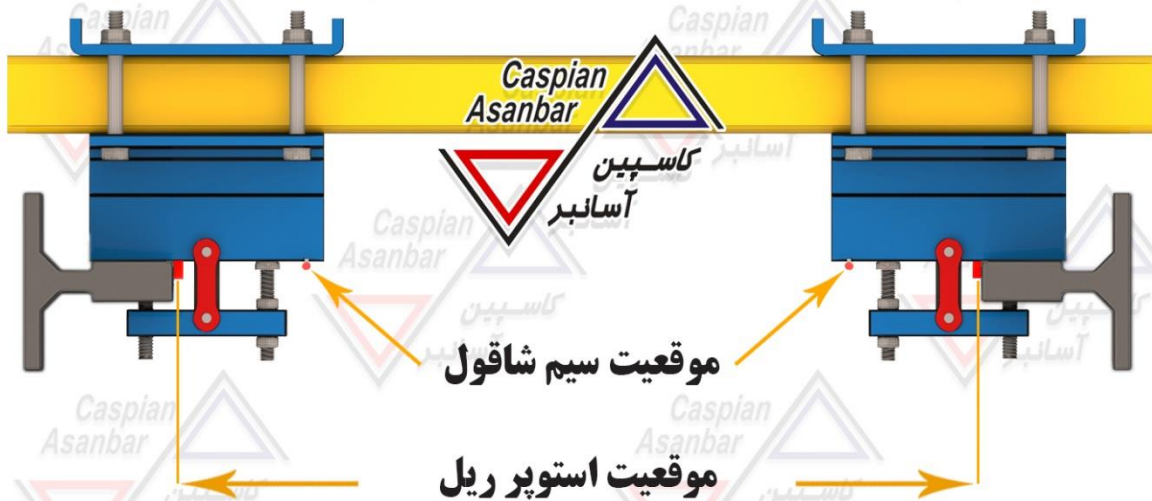 Caspian
Asanbar
کاسپین
آسانبر
موقعیت سیم شاقول
موقعیت استوپر ریل